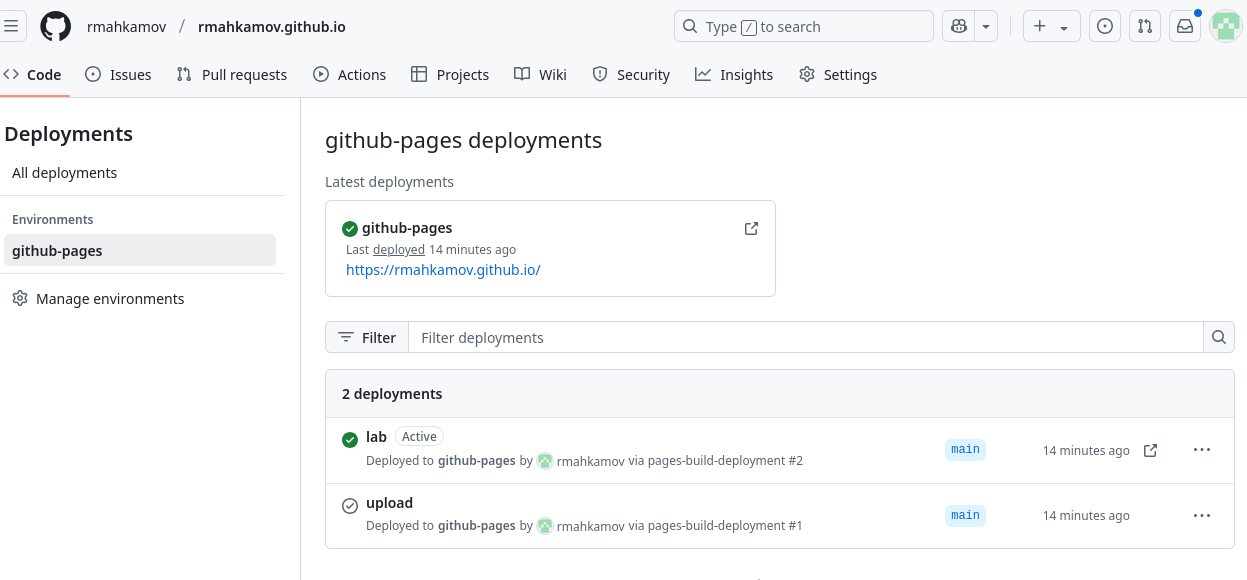 rmahkamov / rmahkamov.github.io
Type / to search
Code Issues Pull requests Actions Projects Wiki Security Insights Settings
Deployments
All deployments
Environments
github-pages
Manage environments
github-pages deployments
Latest deployments
github-pages
Last deployed 14 minutes ago
https://rmahkamov.github.io/
Filter Filter deployments
2 deployments
lab Active
Deployed to github-pages by rmahkamov via pages-build-deployment #2
main 14 minutes ago
upload
Deployed to github-pages by rmahkamov via pages-build-deployment #1
main 14 minutes ago